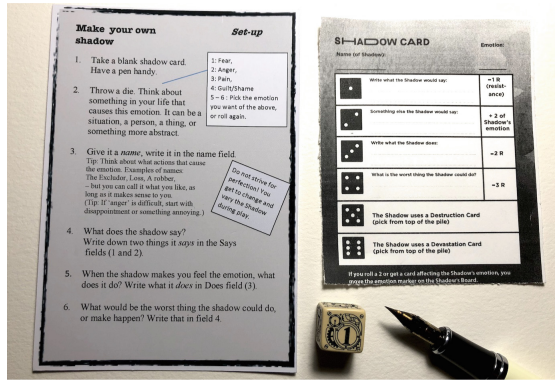 Make your own
shadow
Set-up
1. Take a blank shadow card.
Have a pen handy.
2. Throw a die. Think about
something in your life that
causes this emotion. It can be a
situation, a person, a thing, or
something more abstract.
1: Fear,
2: Anger,
3: Pain,
4: Guilt/Shame
5 – 6 : Pick the emotion
you want of the above,
or roll again.
3. Give it a name, write it in the name field.
Tip: Think about what actions that cause
the emotion. Examples of names:
The Excludor, Loss, A robber,
– but you can call it what you like, as
long as it makes sense to you.
(Tip: If 'anger' is difficult, start with
disappointment or something annoying.)
Do not strive for
perfection! You
get to change and
vary the Shadow
during play.
4. What does the shadow say?
Write down two things it says in the Says
fields (1 and 2).
5. When the shadow makes you feel the emotion, what
does it do? Write what it does in Does field (3).
6. What would be the worst thing the shadow could do,
or make happen? Write that in field 4.
SHADOW CARD
Emotion:
Name (of Shadow):
Write what the Shadow would say:
–1 R
(resist-
ance)
Something else the Shadow would say:
+ 2 of
Shadow's
emotion
Write what the Shadow does:
–2 R
What is the worst thing the Shadow could do?
–3 R
The Shadow uses a Destruction Card
(pick from top of the pile)
The Shadow uses a Devastation Card
(pick from top of the pile)
If you roll a 2 or get a card affecting the Shadow's emotion, you
move the emotion marker on the Shadow's Board.
1